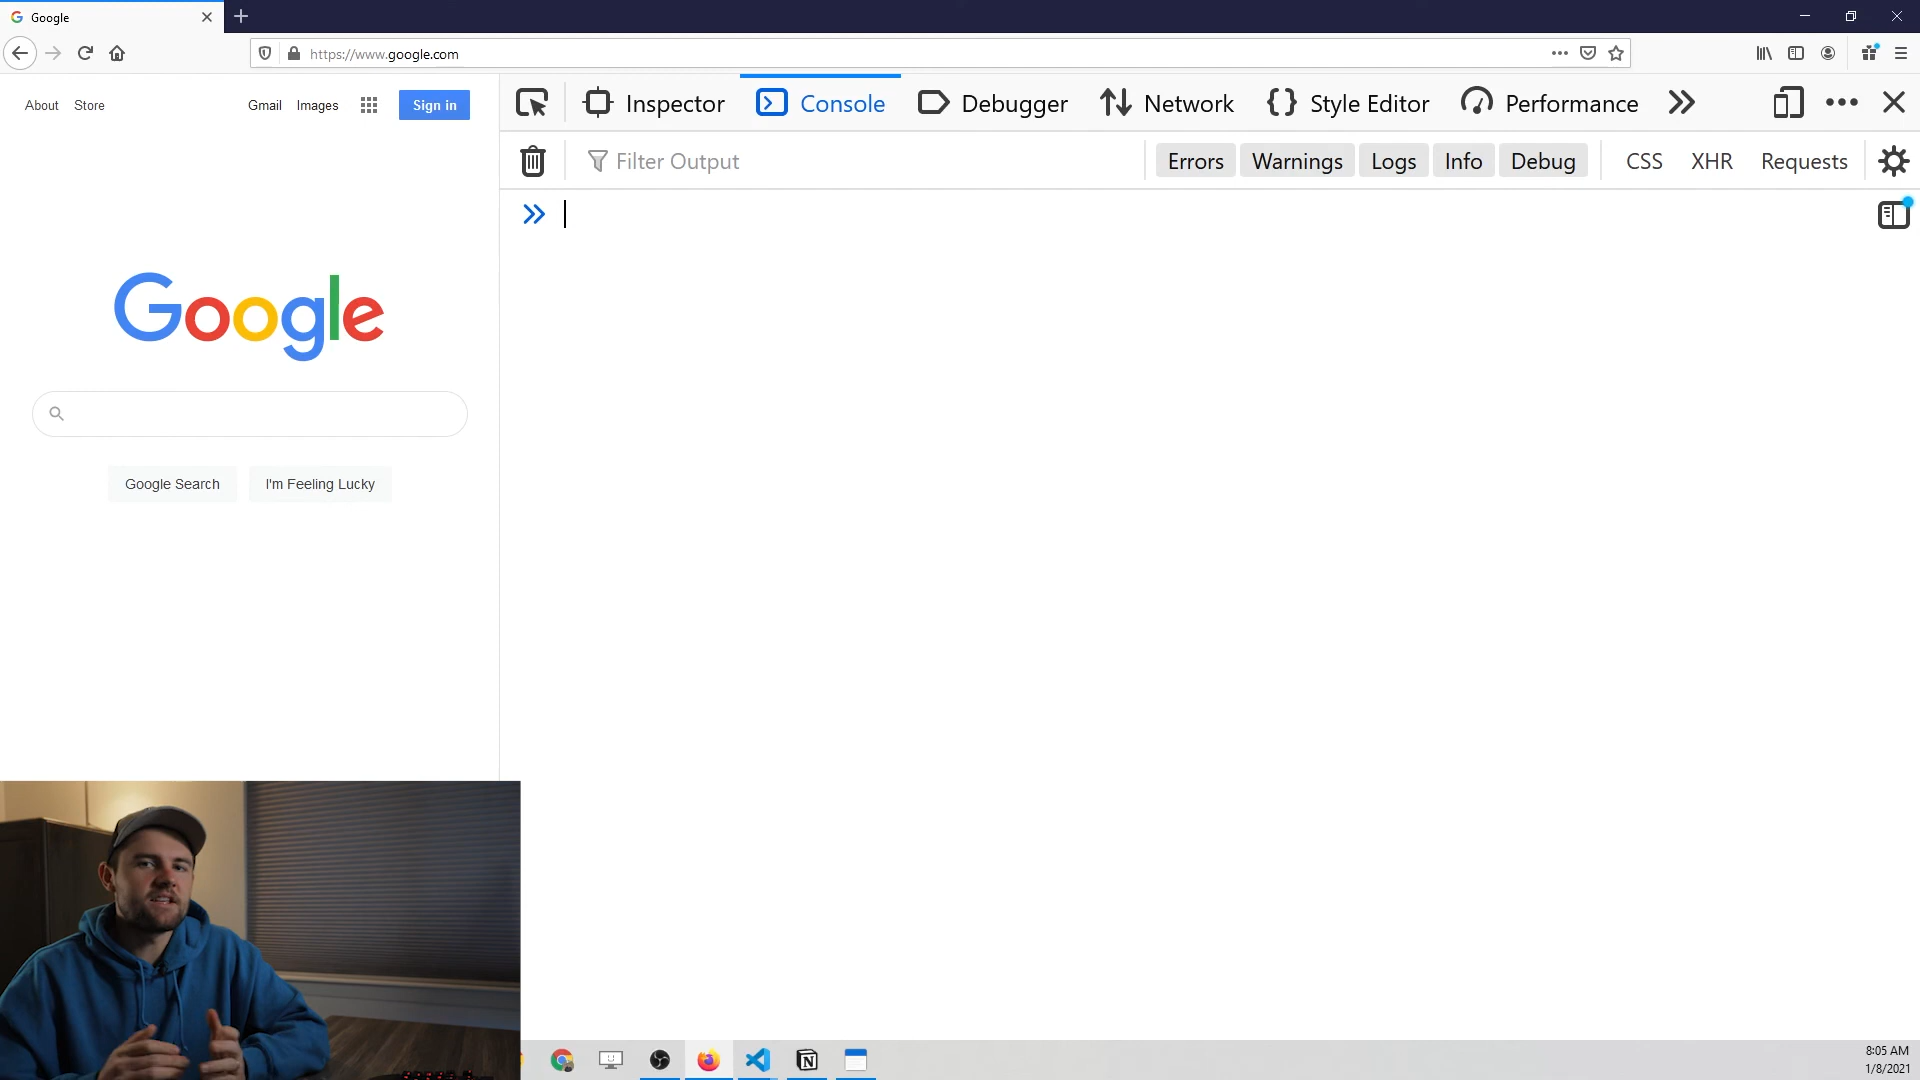 Google
https://www.google.com
About Store Gmail Images Sign in
Inspector Console Debugger Network Style Editor Performance
Filter Output Errors Warnings Logs Info Debug CSS XHR Requests
Google
Google Search I'm Feeling Lucky
8:05 AM
1/8/2021